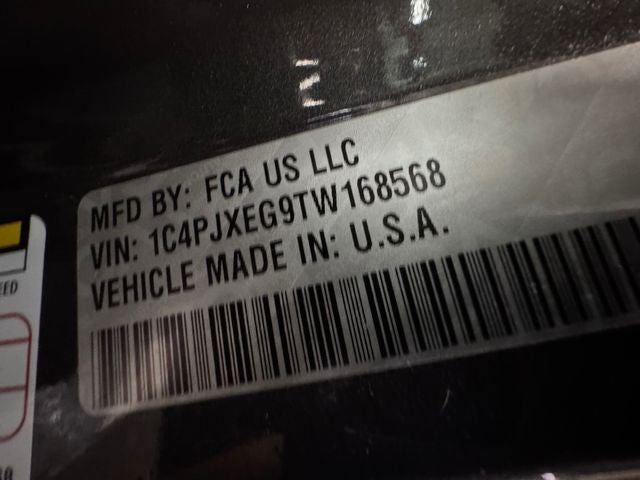 MFD BY: FCA US LLC
VIN: 1C4PJXEG9TW168568
VEHICLE MADE IN: U.S.A.